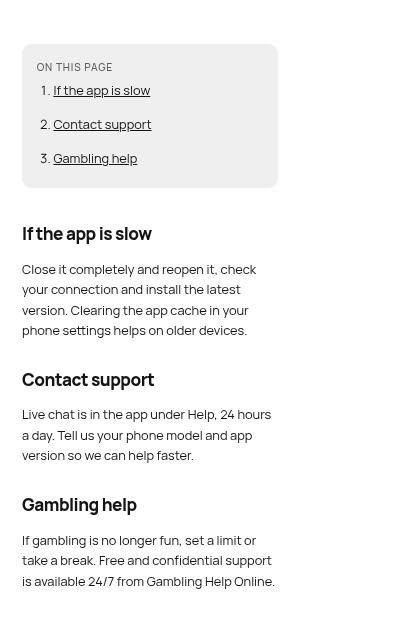 ON THIS PAGE
1. If the app is slow
2. Contact support
3. Gambling help
If the app is slow
Close it completely and reopen it, check
your connection and install the latest
version. Clearing the app cache in your
phone settings helps on older devices.
Contact support
Live chat is in the app under Help, 24 hours
a day. Tell us your phone model and app
version so we can help faster.
Gambling help
If gambling is no longer fun, set a limit or
take a break. Free and confidential support
is available 24/7 from Gambling Help Online.